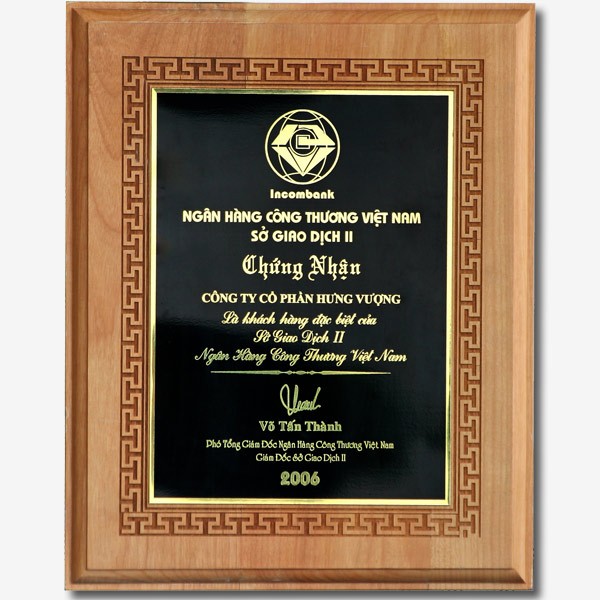 Incombank
NGÂN HÀNG CÔNG THƯƠNG VIỆT NAM
SỞ GIAO DỊCH II
Chứng Nhận
CÔNG TY CỔ PHẦN HƯNG VƯỢNG
Là khách hàng đặc biệt của
Sở Giao Dịch II
Ngân Hàng Công Thương Việt Nam
Võ Tấn Thành
Phó Tổng Giám Đốc Ngân Hàng Công Thương Việt Nam
Giám Đốc Sở Giao Dịch II
2006